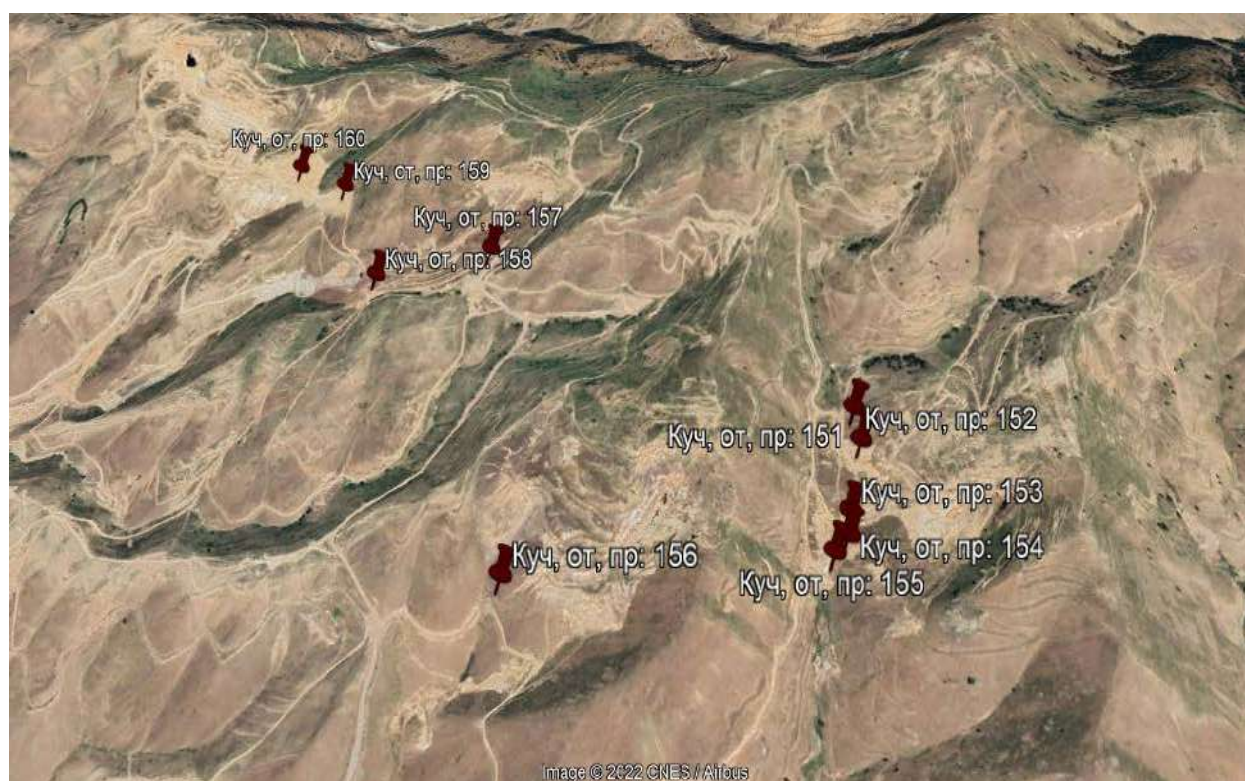 Куч, от, пр: 160
Куч, от, пр: 159
Куч, от, пр: 157
Куч, от, пр: 158
Куч, от, пр: 152
Куч, от, пр: 151
Куч, от, пр: 153
Куч, от, пр: 154
Куч, от, пр: 156
Куч, от, пр: 155
Image © 2022 CNES / Airbus